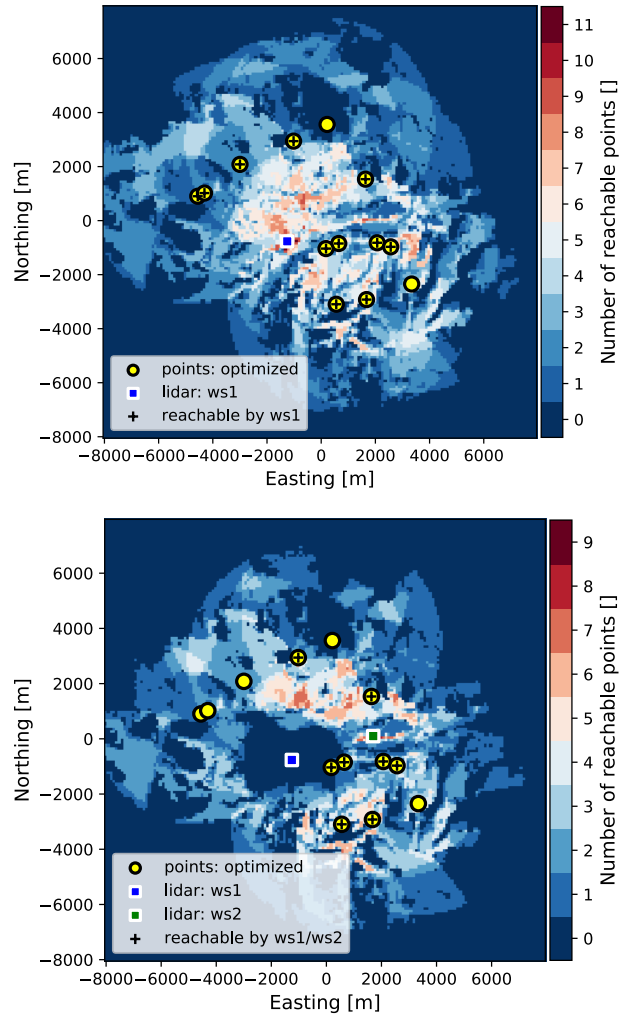 6000
4000
2000
0
−2000
−4000
−6000
−8000
Northing [m]
points: optimized
lidar: ws1
reachable by ws1
−8000 −6000 −4000 −2000 0 2000 4000 6000
Easting [m]
11
10
9
8
7
6
5
4
3
2
1
0
Number of reachable points []
6000
4000
2000
0
−2000
−4000
−6000
−8000
Northing [m]
points: optimized
lidar: ws1
lidar: ws2
reachable by ws1/ws2
−8000 −6000 −4000 −2000 0 2000 4000 6000
Easting [m]
9
8
7
6
5
4
3
2
1
0
Number of reachable points []